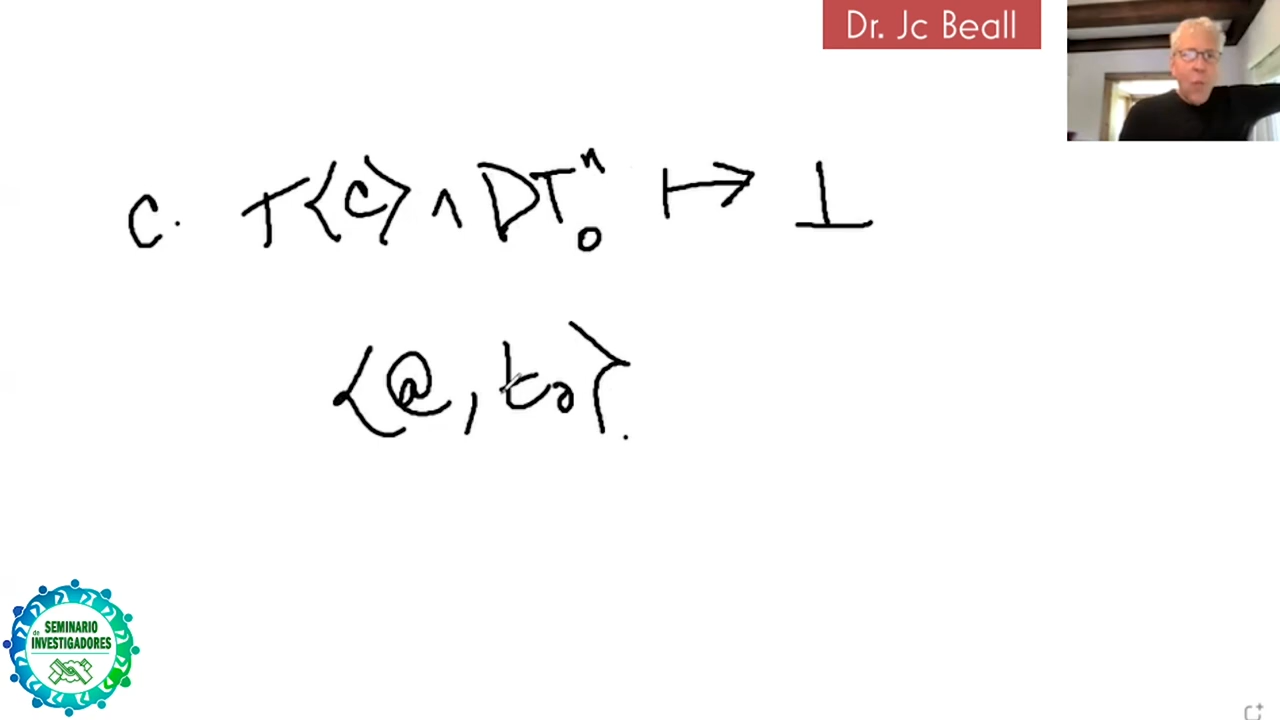 Dr. Jc Beall
C. T⟨C⟩ ∧ DT₀ⁿ ↦ ⊥
⟨@, t₀⟩.
SEMINARIO
de INVESTIGADORES